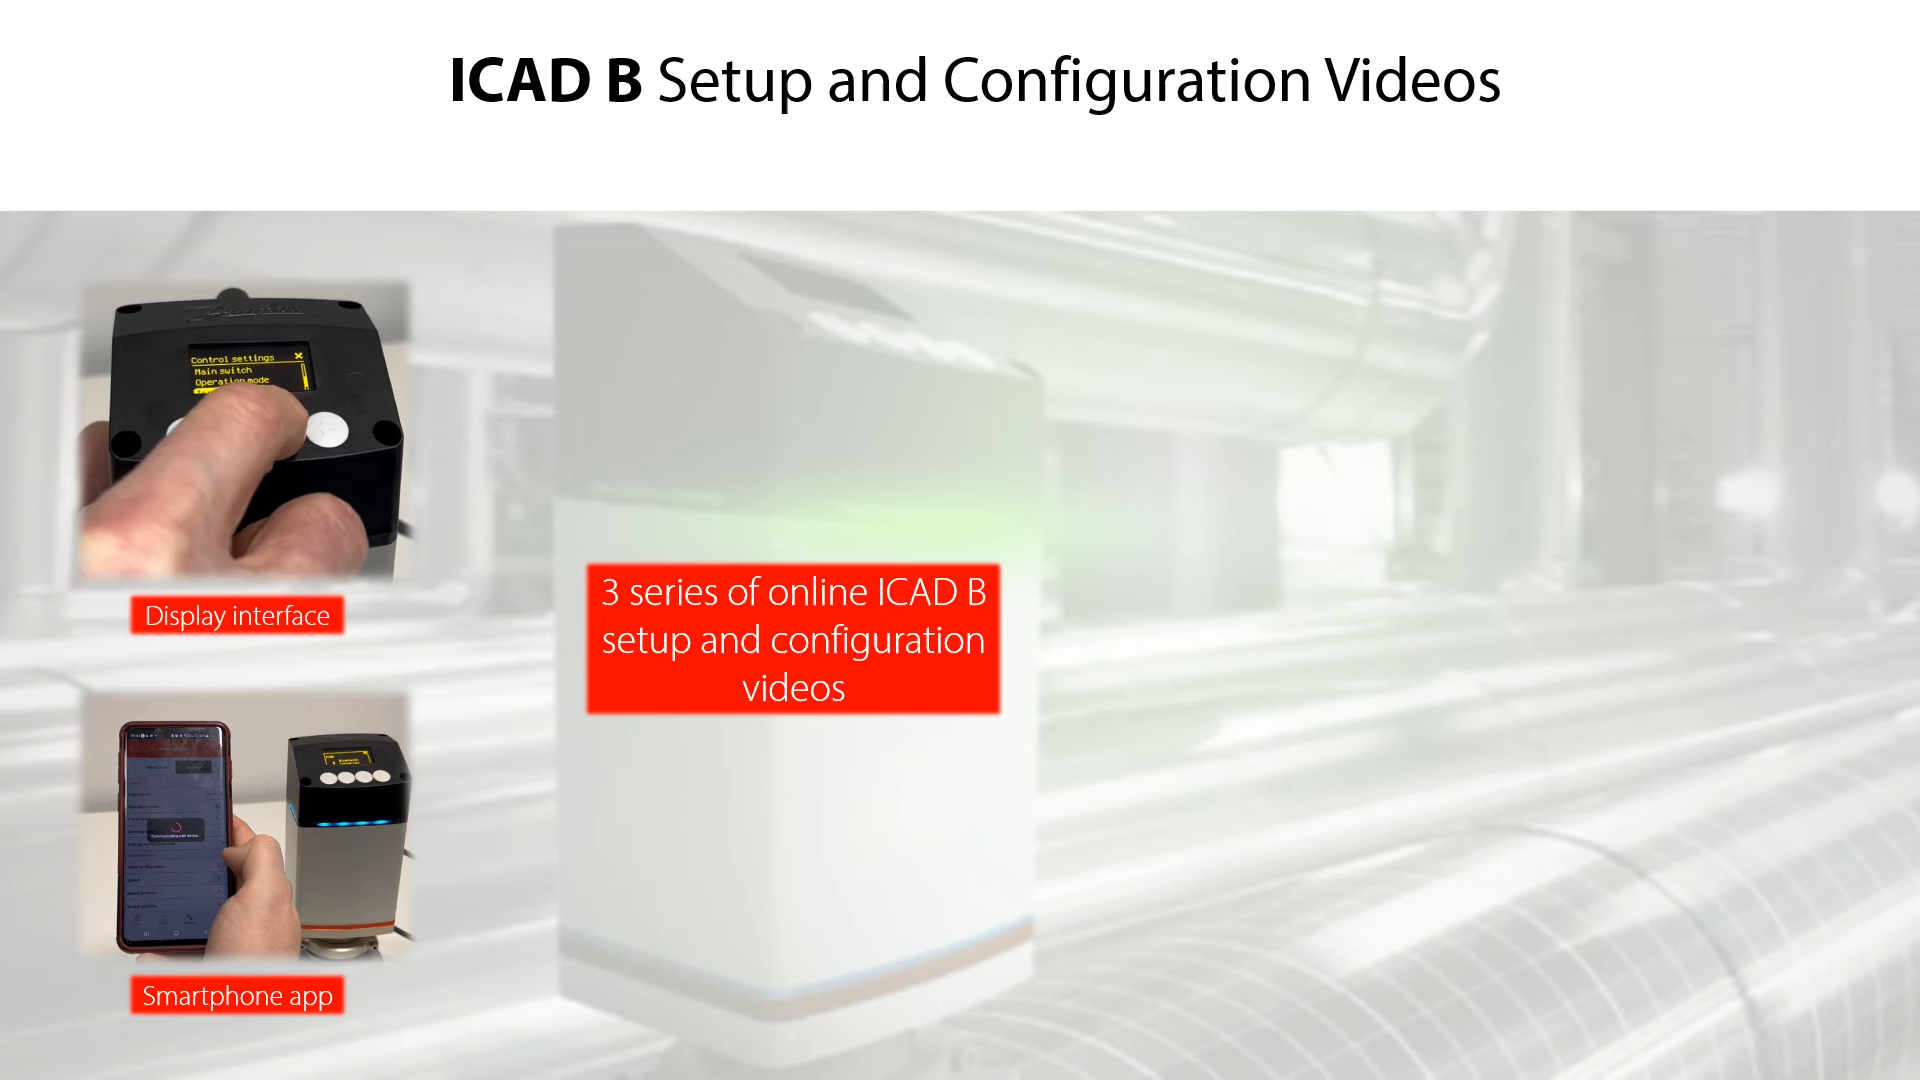 ICAD B Setup and Configuration Videos
Control settings
Main switch
Operation mode
Display interface
3 series of online ICAD B
setup and configuration
videos
Smartphone app